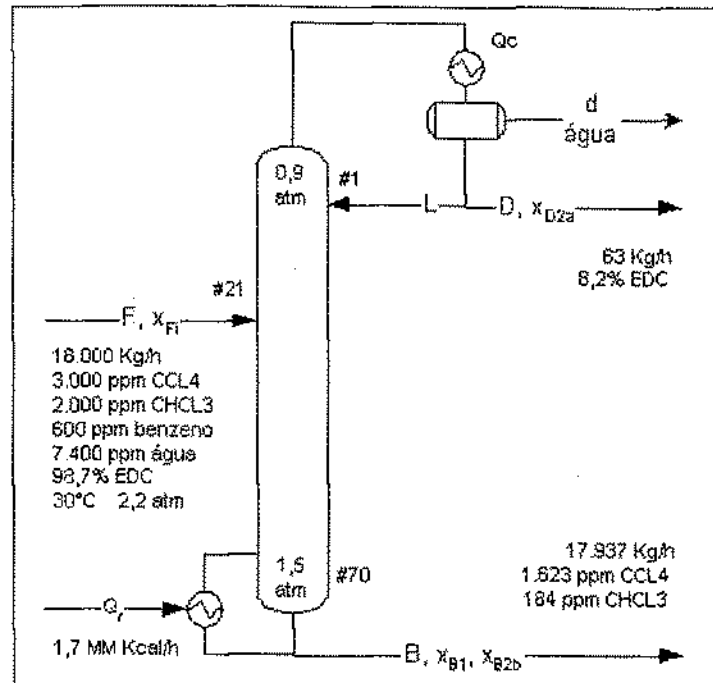 Qc
d
água
0,9
atm
#1
L
D, xD2a
63 Kg/h
8,2% EDC
#21
F, xFi
18.000 Kg/h
3.000 ppm CCL4
2.000 ppm CHCL3
600 ppm benzeno
7.400 ppm água
98,7% EDC
30°C 2,2 atm
1,5
atm
#70
17.937 Kg/h
1.623 ppm CCL4
184 ppm CHCL3
Qr
1,7 MM Kcal/h
B, xB1, xB2b